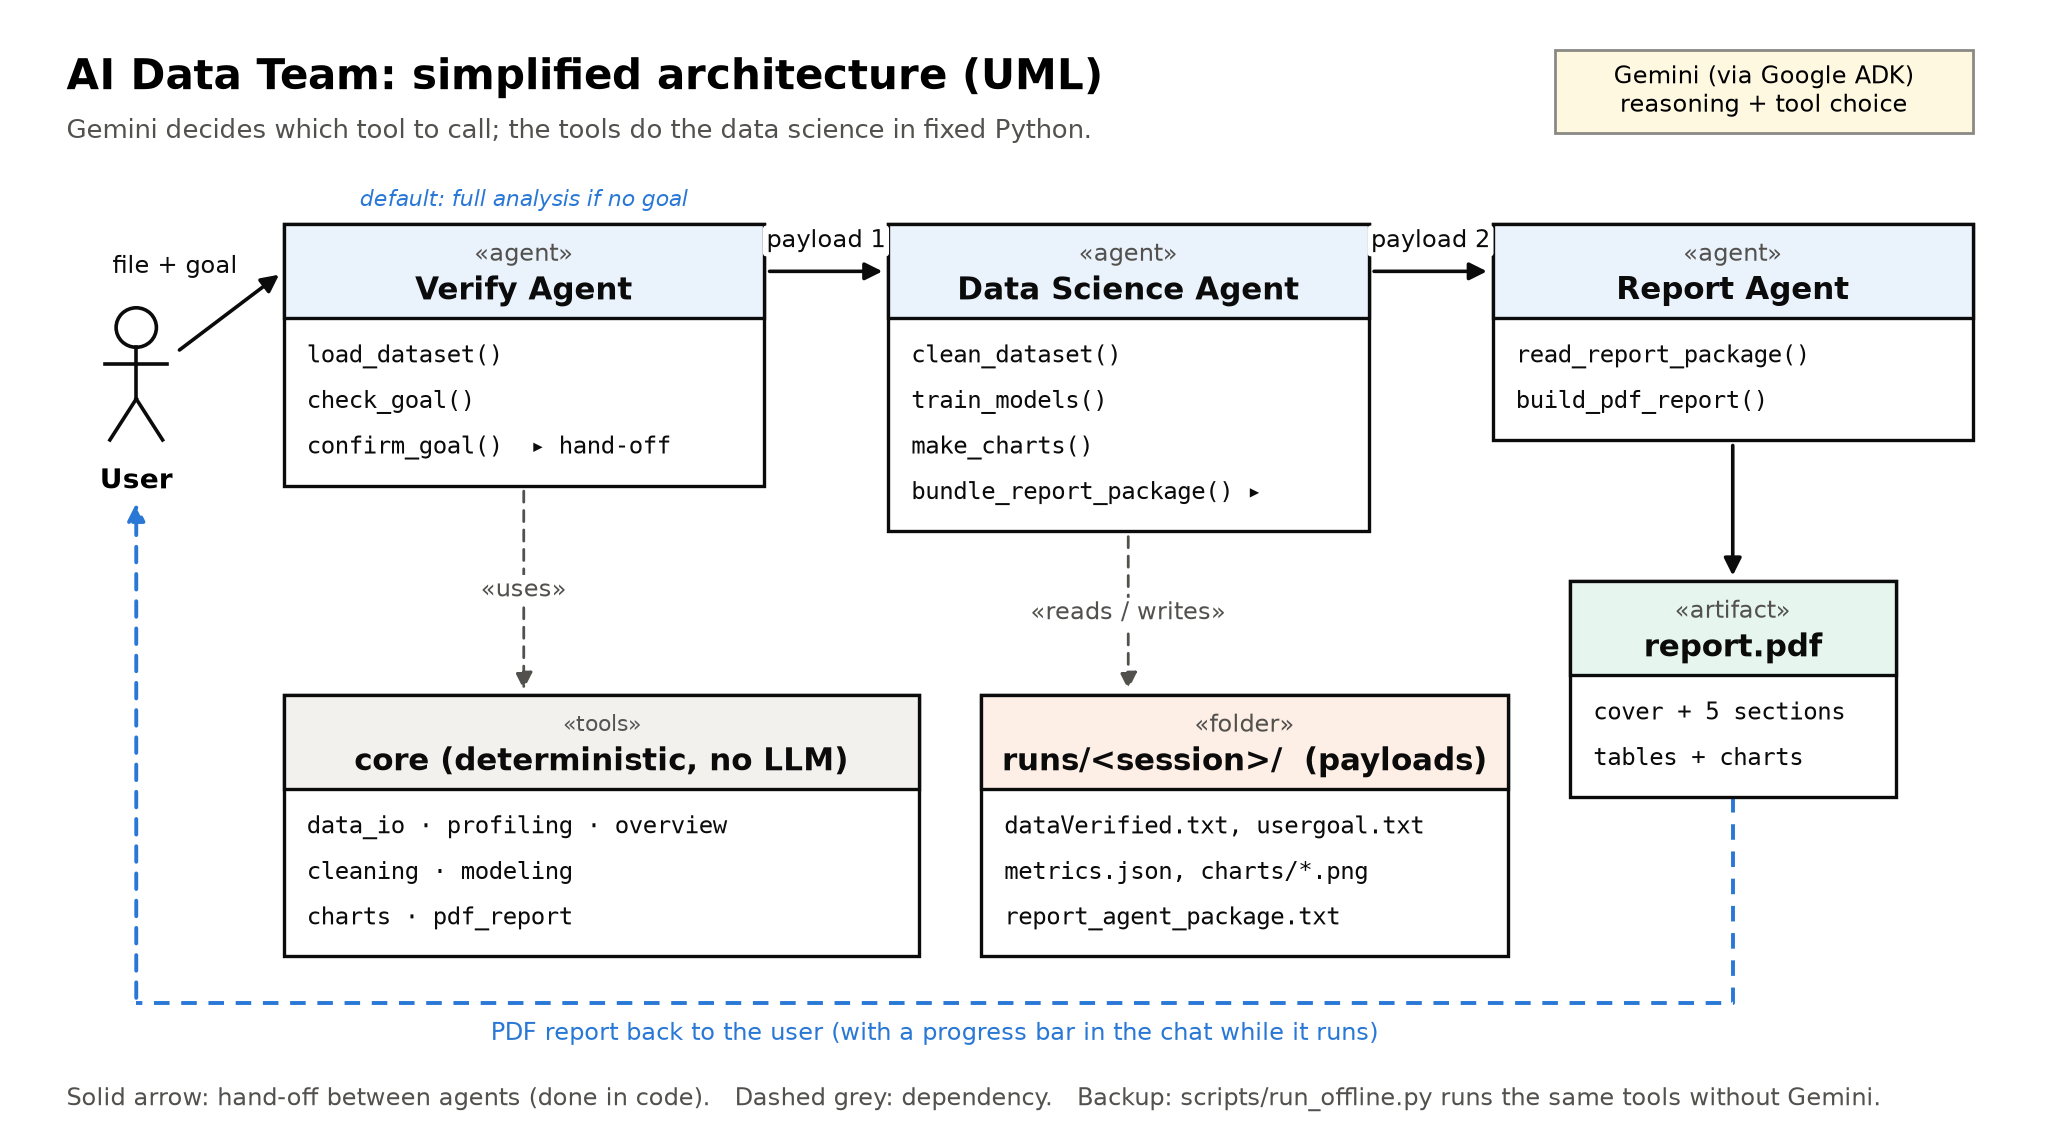 AI Data Team: simplified architecture (UML)
Gemini decides which tool to call; the tools do the data science in fixed Python.
Gemini (via Google ADK)
reasoning + tool choice
default: full analysis if no goal
file + goal
User
«agent»
Verify Agent
load_dataset()
check_goal()
confirm_goal()  ▸ hand-off
payload 1
«agent»
Data Science Agent
clean_dataset()
train_models()
make_charts()
bundle_report_package() ▸
payload 2
«agent»
Report Agent
read_report_package()
build_pdf_report()
«uses»
«reads / writes»
«artifact»
report.pdf
cover + 5 sections
tables + charts
«tools»
core (deterministic, no LLM)
data_io · profiling · overview
cleaning · modeling
charts · pdf_report
«folder»
runs/<session>/  (payloads)
dataVerified.txt, usergoal.txt
metrics.json, charts/*.png
report_agent_package.txt
PDF report back to the user (with a progress bar in the chat while it runs)
Solid arrow: hand-off between agents (done in code).   Dashed grey: dependency.   Backup: scripts/run_offline.py runs the same tools without Gemini.